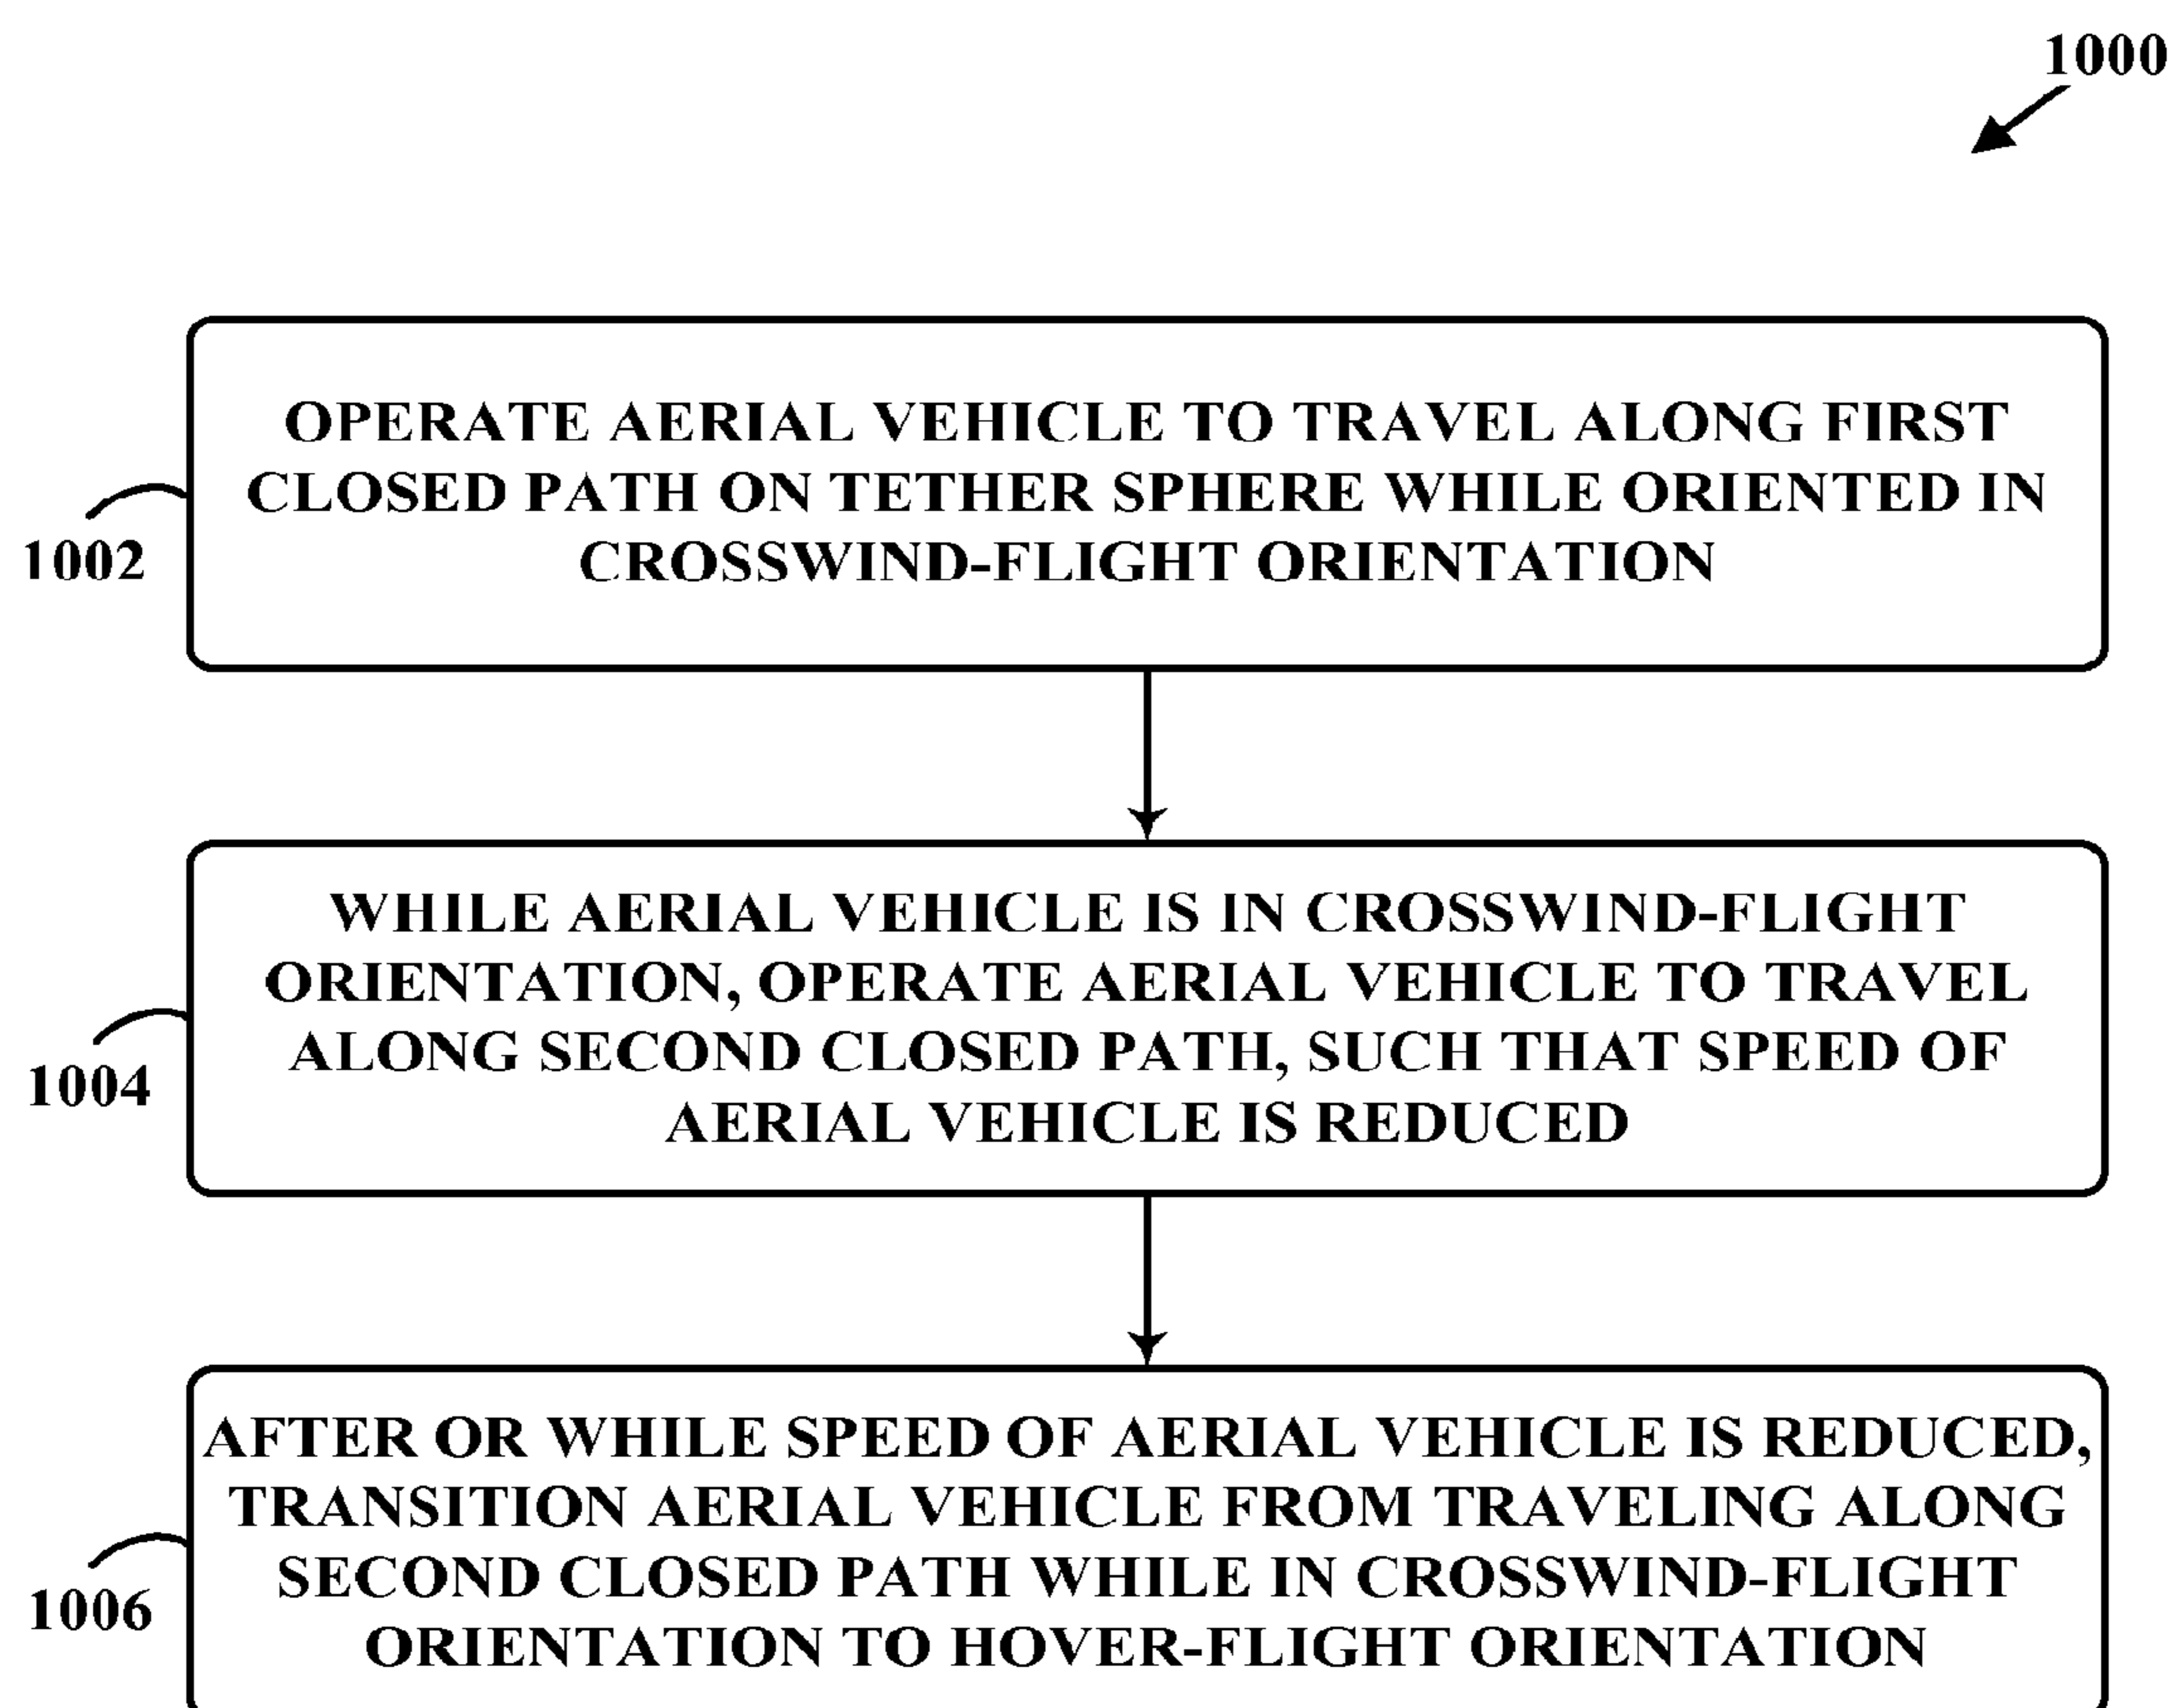 1000
OPERATE AERIAL VEHICLE TO TRAVEL ALONG FIRST
CLOSED PATH ON TETHER SPHERE WHILE ORIENTED IN
CROSSWIND-FLIGHT ORIENTATION
1002
WHILE AERIAL VEHICLE IS IN CROSSWIND-FLIGHT
ORIENTATION, OPERATE AERIAL VEHICLE TO TRAVEL
ALONG SECOND CLOSED PATH, SUCH THAT SPEED OF
AERIAL VEHICLE IS REDUCED
1004
AFTER OR WHILE SPEED OF AERIAL VEHICLE IS REDUCED,
TRANSITION AERIAL VEHICLE FROM TRAVELING ALONG
SECOND CLOSED PATH WHILE IN CROSSWIND-FLIGHT
ORIENTATION TO HOVER-FLIGHT ORIENTATION
1006